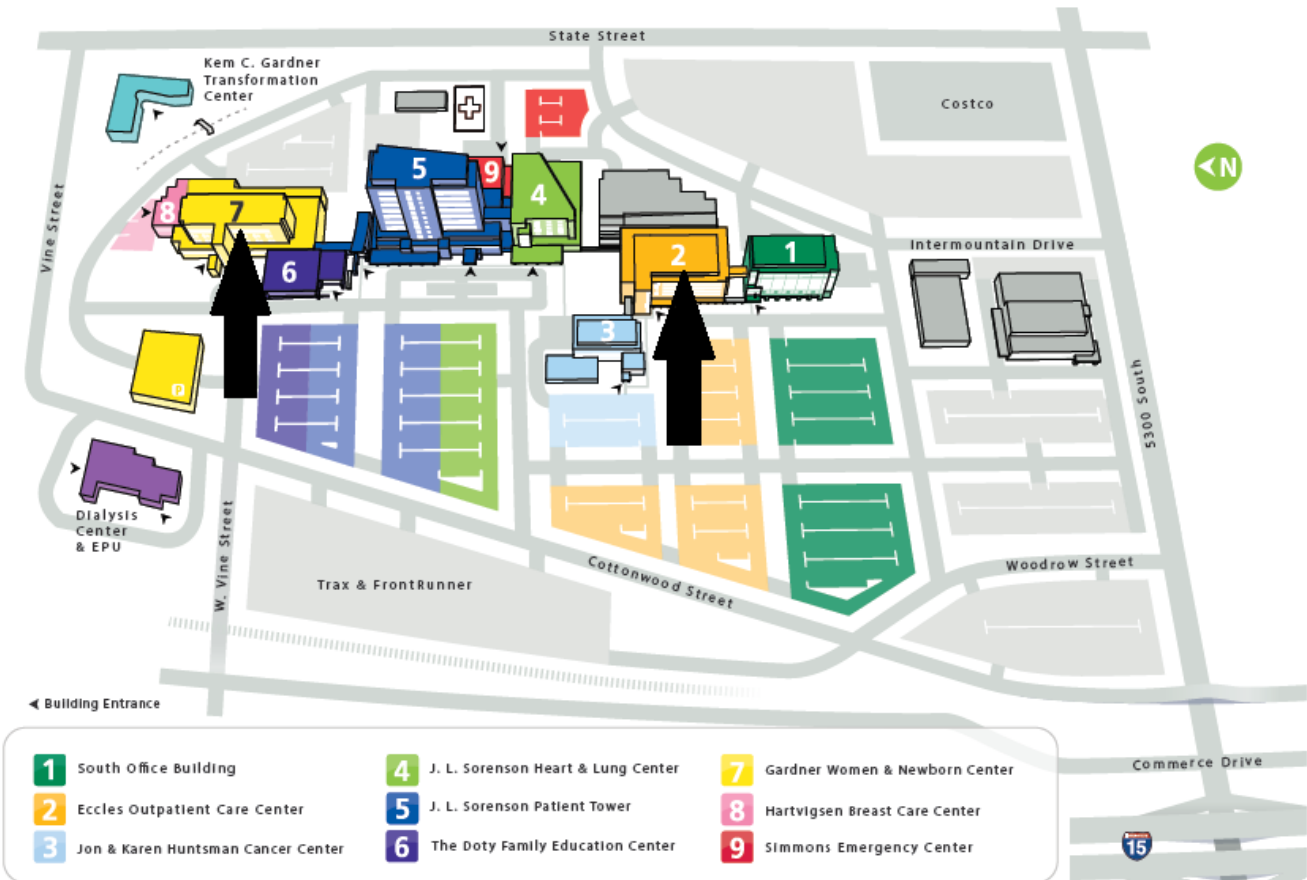 State Street
Kem C. Gardner
Transformation
Center
Costco
N
Vine Street
5
9
4
8
7
6
2
1
Intermountain Drive
3
P
5300 South
Dialysis
Center
& EPU
W. Vine Street
Trax & FrontRunner
Cottonwood Street
Woodrow Street
Building Entrance
Commerce Drive
1 South Office Building
2 Eccles Outpatient Care Center
3 Jon & Karen Huntsman Cancer Center
4 J. L. Sorenson Heart & Lung Center
5 J. L. Sorenson Patient Tower
6 The Doty Family Education Center
7 Gardner Women & Newborn Center
8 Hartvigsen Breast Care Center
9 Simmons Emergency Center
15